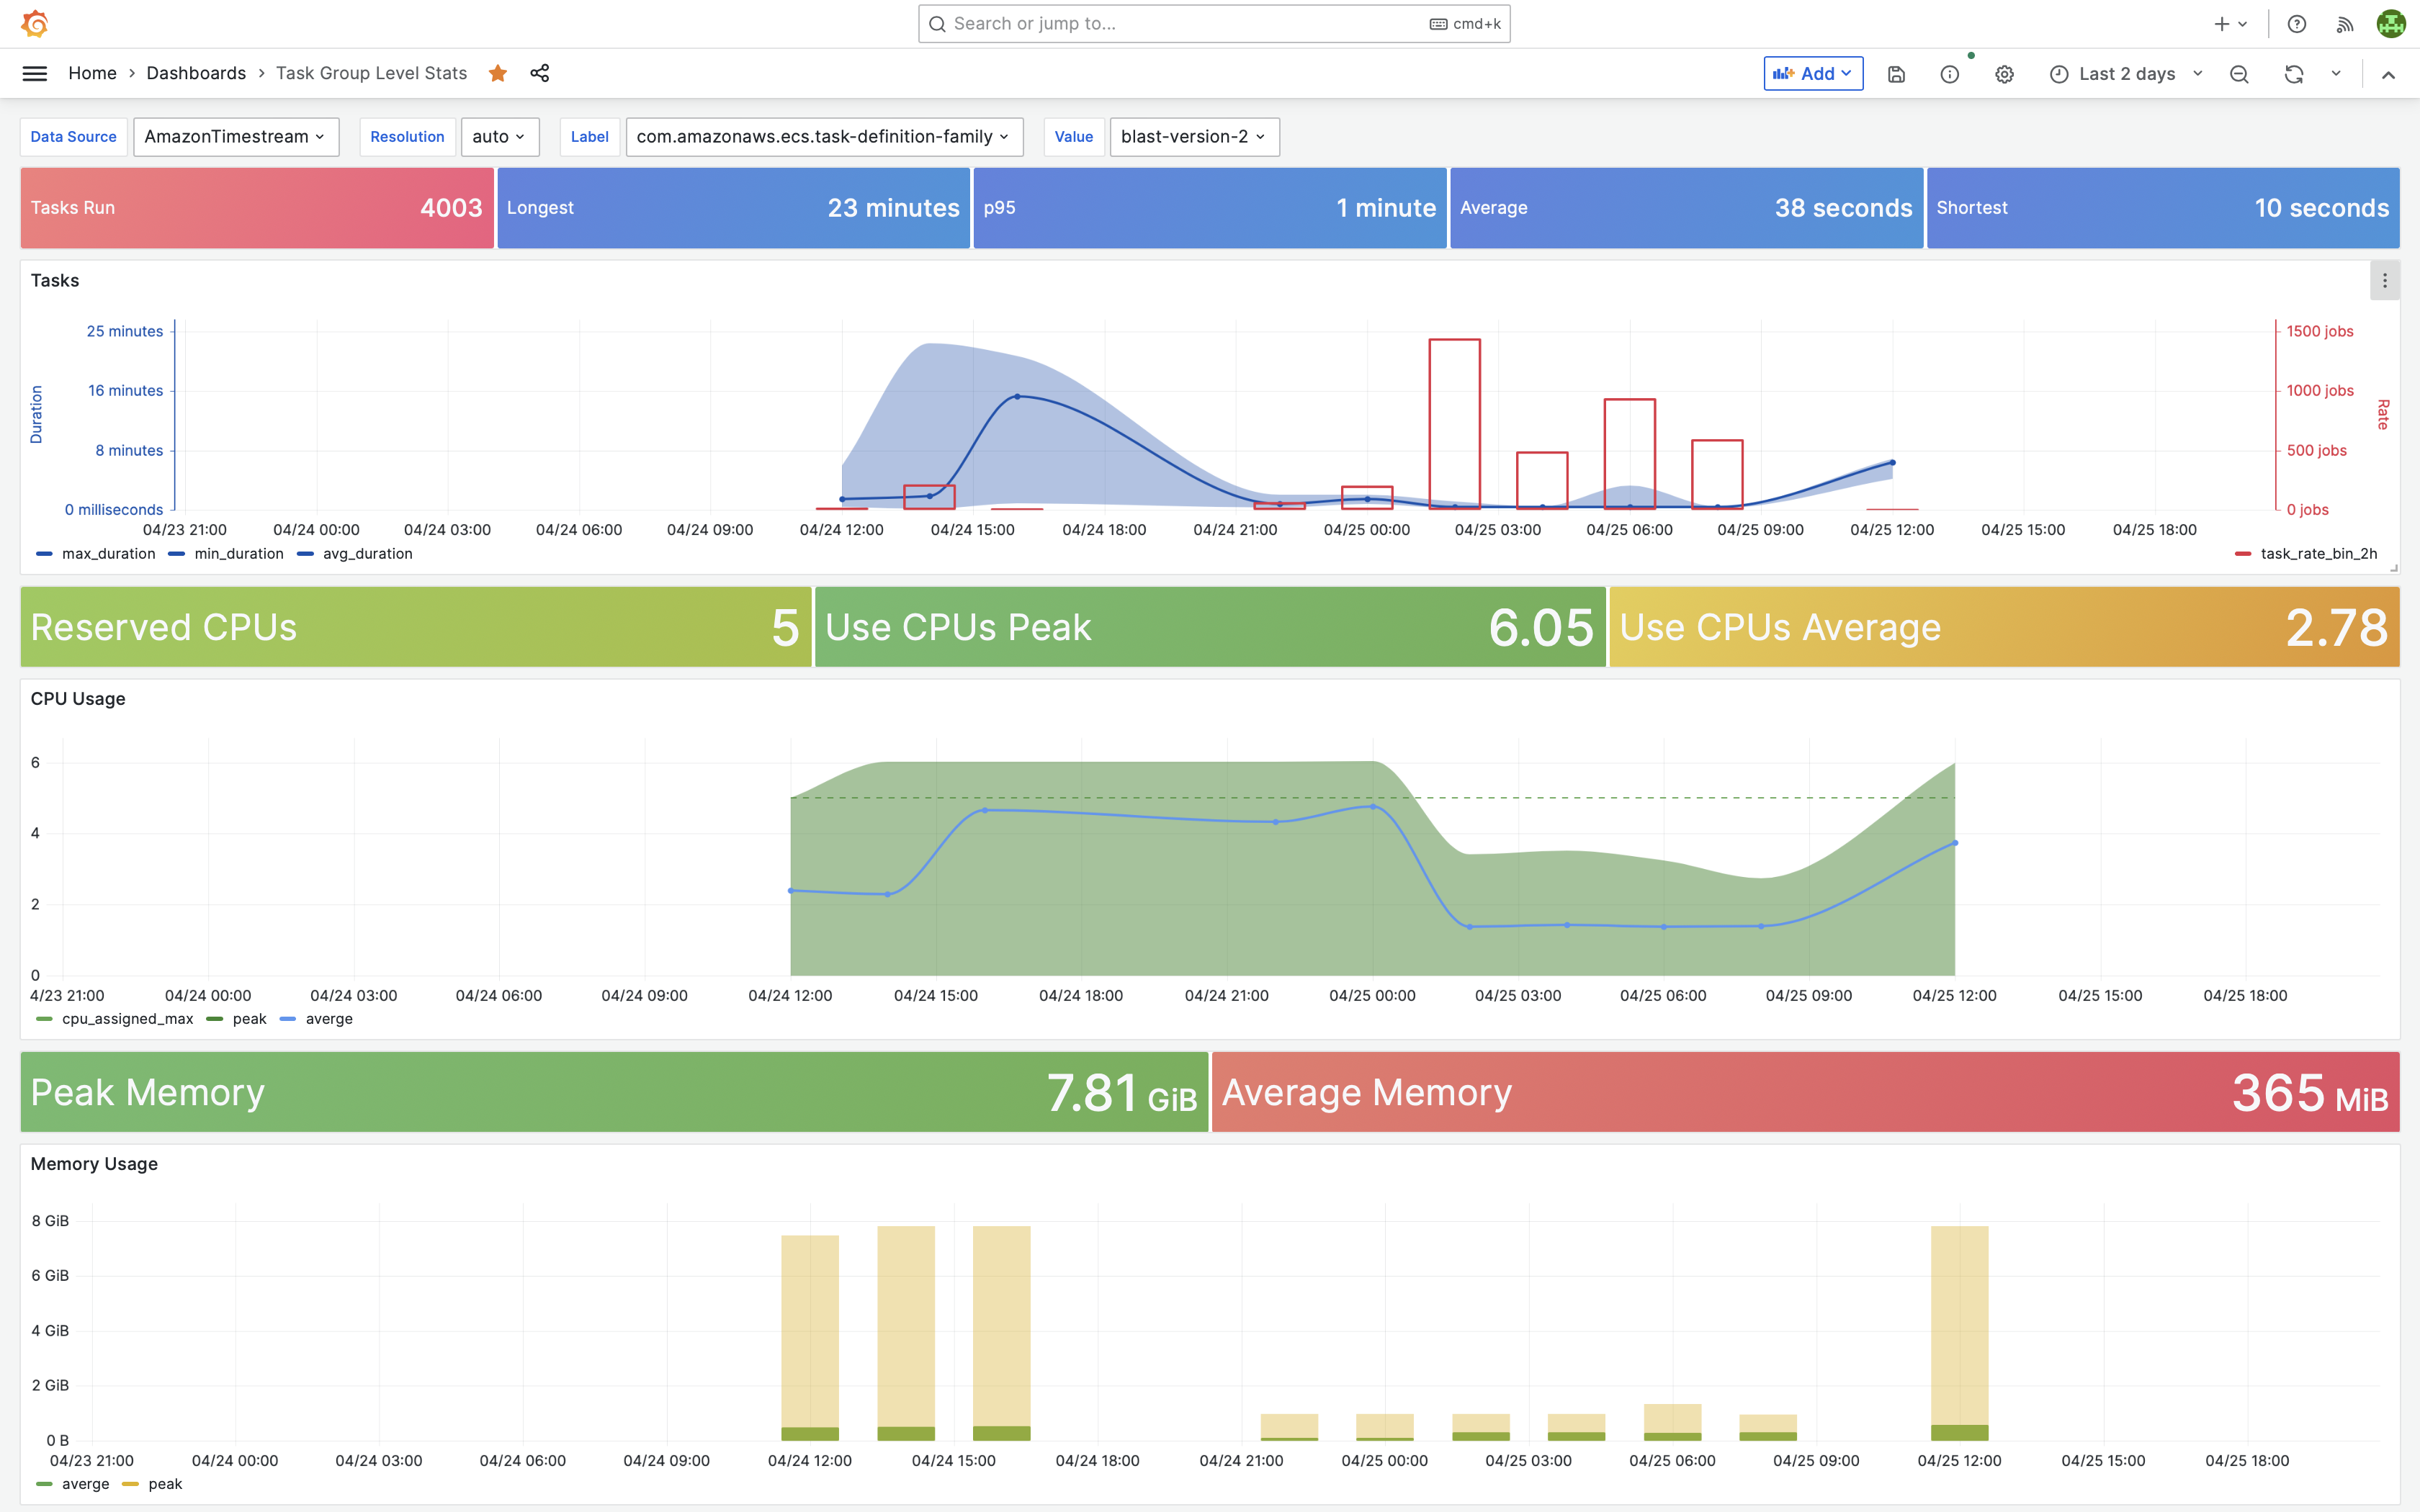 Search or jump to... cmd+k
Home › Dashboards › Task Group Level Stats Add Last 2 days
Data Source AmazonTimestream Resolution auto Label com.amazonaws.ecs.task-definition-family Value blast-version-2
Tasks Run 4003 Longest 23 minutes p95 1 minute Average 38 seconds Shortest 10 seconds
Tasks
25 minutes 1500 jobs
16 minutes 1000 jobs
Duration Rate
8 minutes 500 jobs
0 milliseconds 0 jobs
04/23 21:00 04/24 00:00 04/24 03:00 04/24 06:00 04/24 09:00 04/24 12:00 04/24 15:00 04/24 18:00 04/24 21:00 04/25 00:00 04/25 03:00 04/25 06:00 04/25 09:00 04/25 12:00 04/25 15:00 04/25 18:00
max_duration min_duration avg_duration task_rate_bin_2h
Reserved CPUs 5 Use CPUs Peak 6.05 Use CPUs Average 2.78
CPU Usage
6
4
2
0
4/23 21:00 04/24 00:00 04/24 03:00 04/24 06:00 04/24 09:00 04/24 12:00 04/24 15:00 04/24 18:00 04/24 21:00 04/25 00:00 04/25 03:00 04/25 06:00 04/25 09:00 04/25 12:00 04/25 15:00 04/25 18:00
cpu_assigned_max peak averge
Peak Memory 7.81 GiB Average Memory 365 MiB
Memory Usage
8 GiB
6 GiB
4 GiB
2 GiB
0 B
04/23 21:00 04/24 00:00 04/24 03:00 04/24 06:00 04/24 09:00 04/24 12:00 04/24 15:00 04/24 18:00 04/24 21:00 04/25 00:00 04/25 03:00 04/25 06:00 04/25 09:00 04/25 12:00 04/25 15:00 04/25 18:00
averge peak